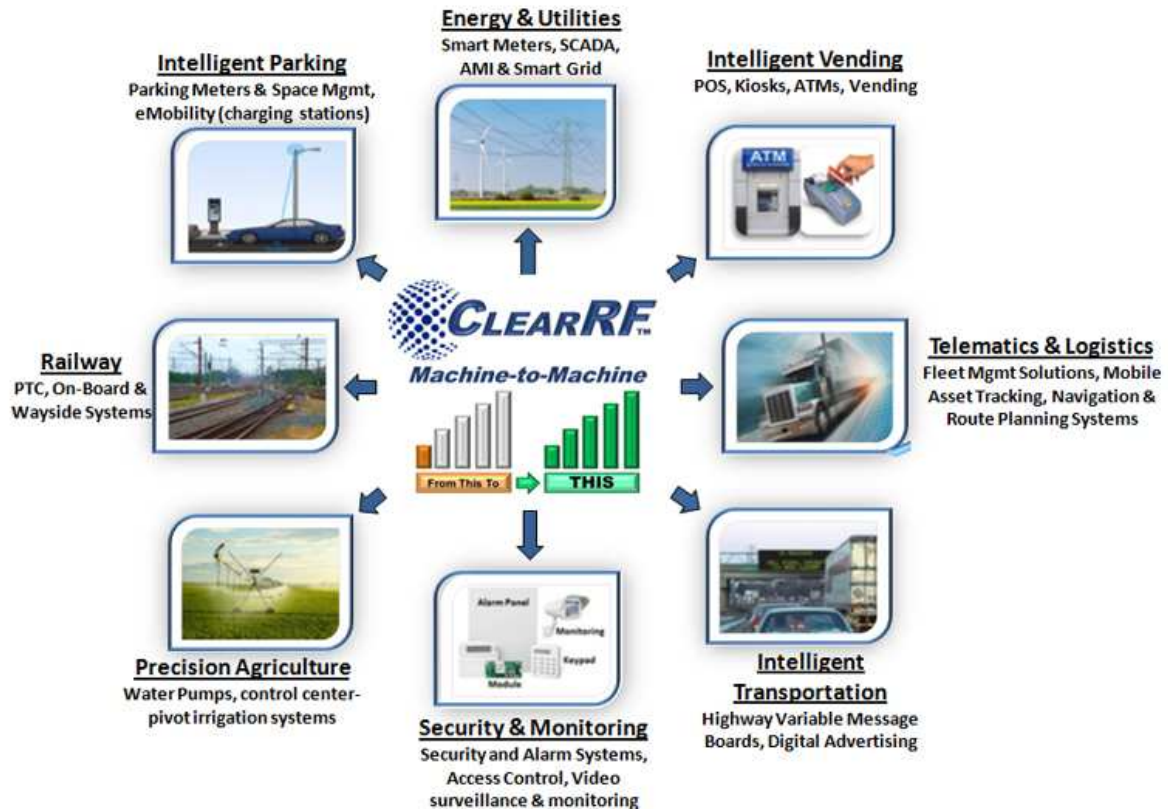 Energy & Utilities
Smart Meters, SCADA,
AMI & Smart Grid
Intelligent Parking
Parking Meters & Space Mgmt,
eMobility (charging stations)
Intelligent Vending
POS, Kiosks, ATMs, Vending
ATM
CLEARRF™
Machine-to-Machine
From This To
THIS
Railway
PTC, On-Board &
Wayside Systems
Telematics & Logistics
Fleet Mgmt Solutions, Mobile
Asset Tracking, Navigation &
Route Planning Systems
Precision Agriculture
Water Pumps, control center-
pivot irrigation systems
Alarm Panel
Monitoring
Keypad
Module
Security & Monitoring
Security and Alarm Systems,
Access Control, Video
surveillance & monitoring
Intelligent
Transportation
Highway Variable Message
Boards, Digital Advertising